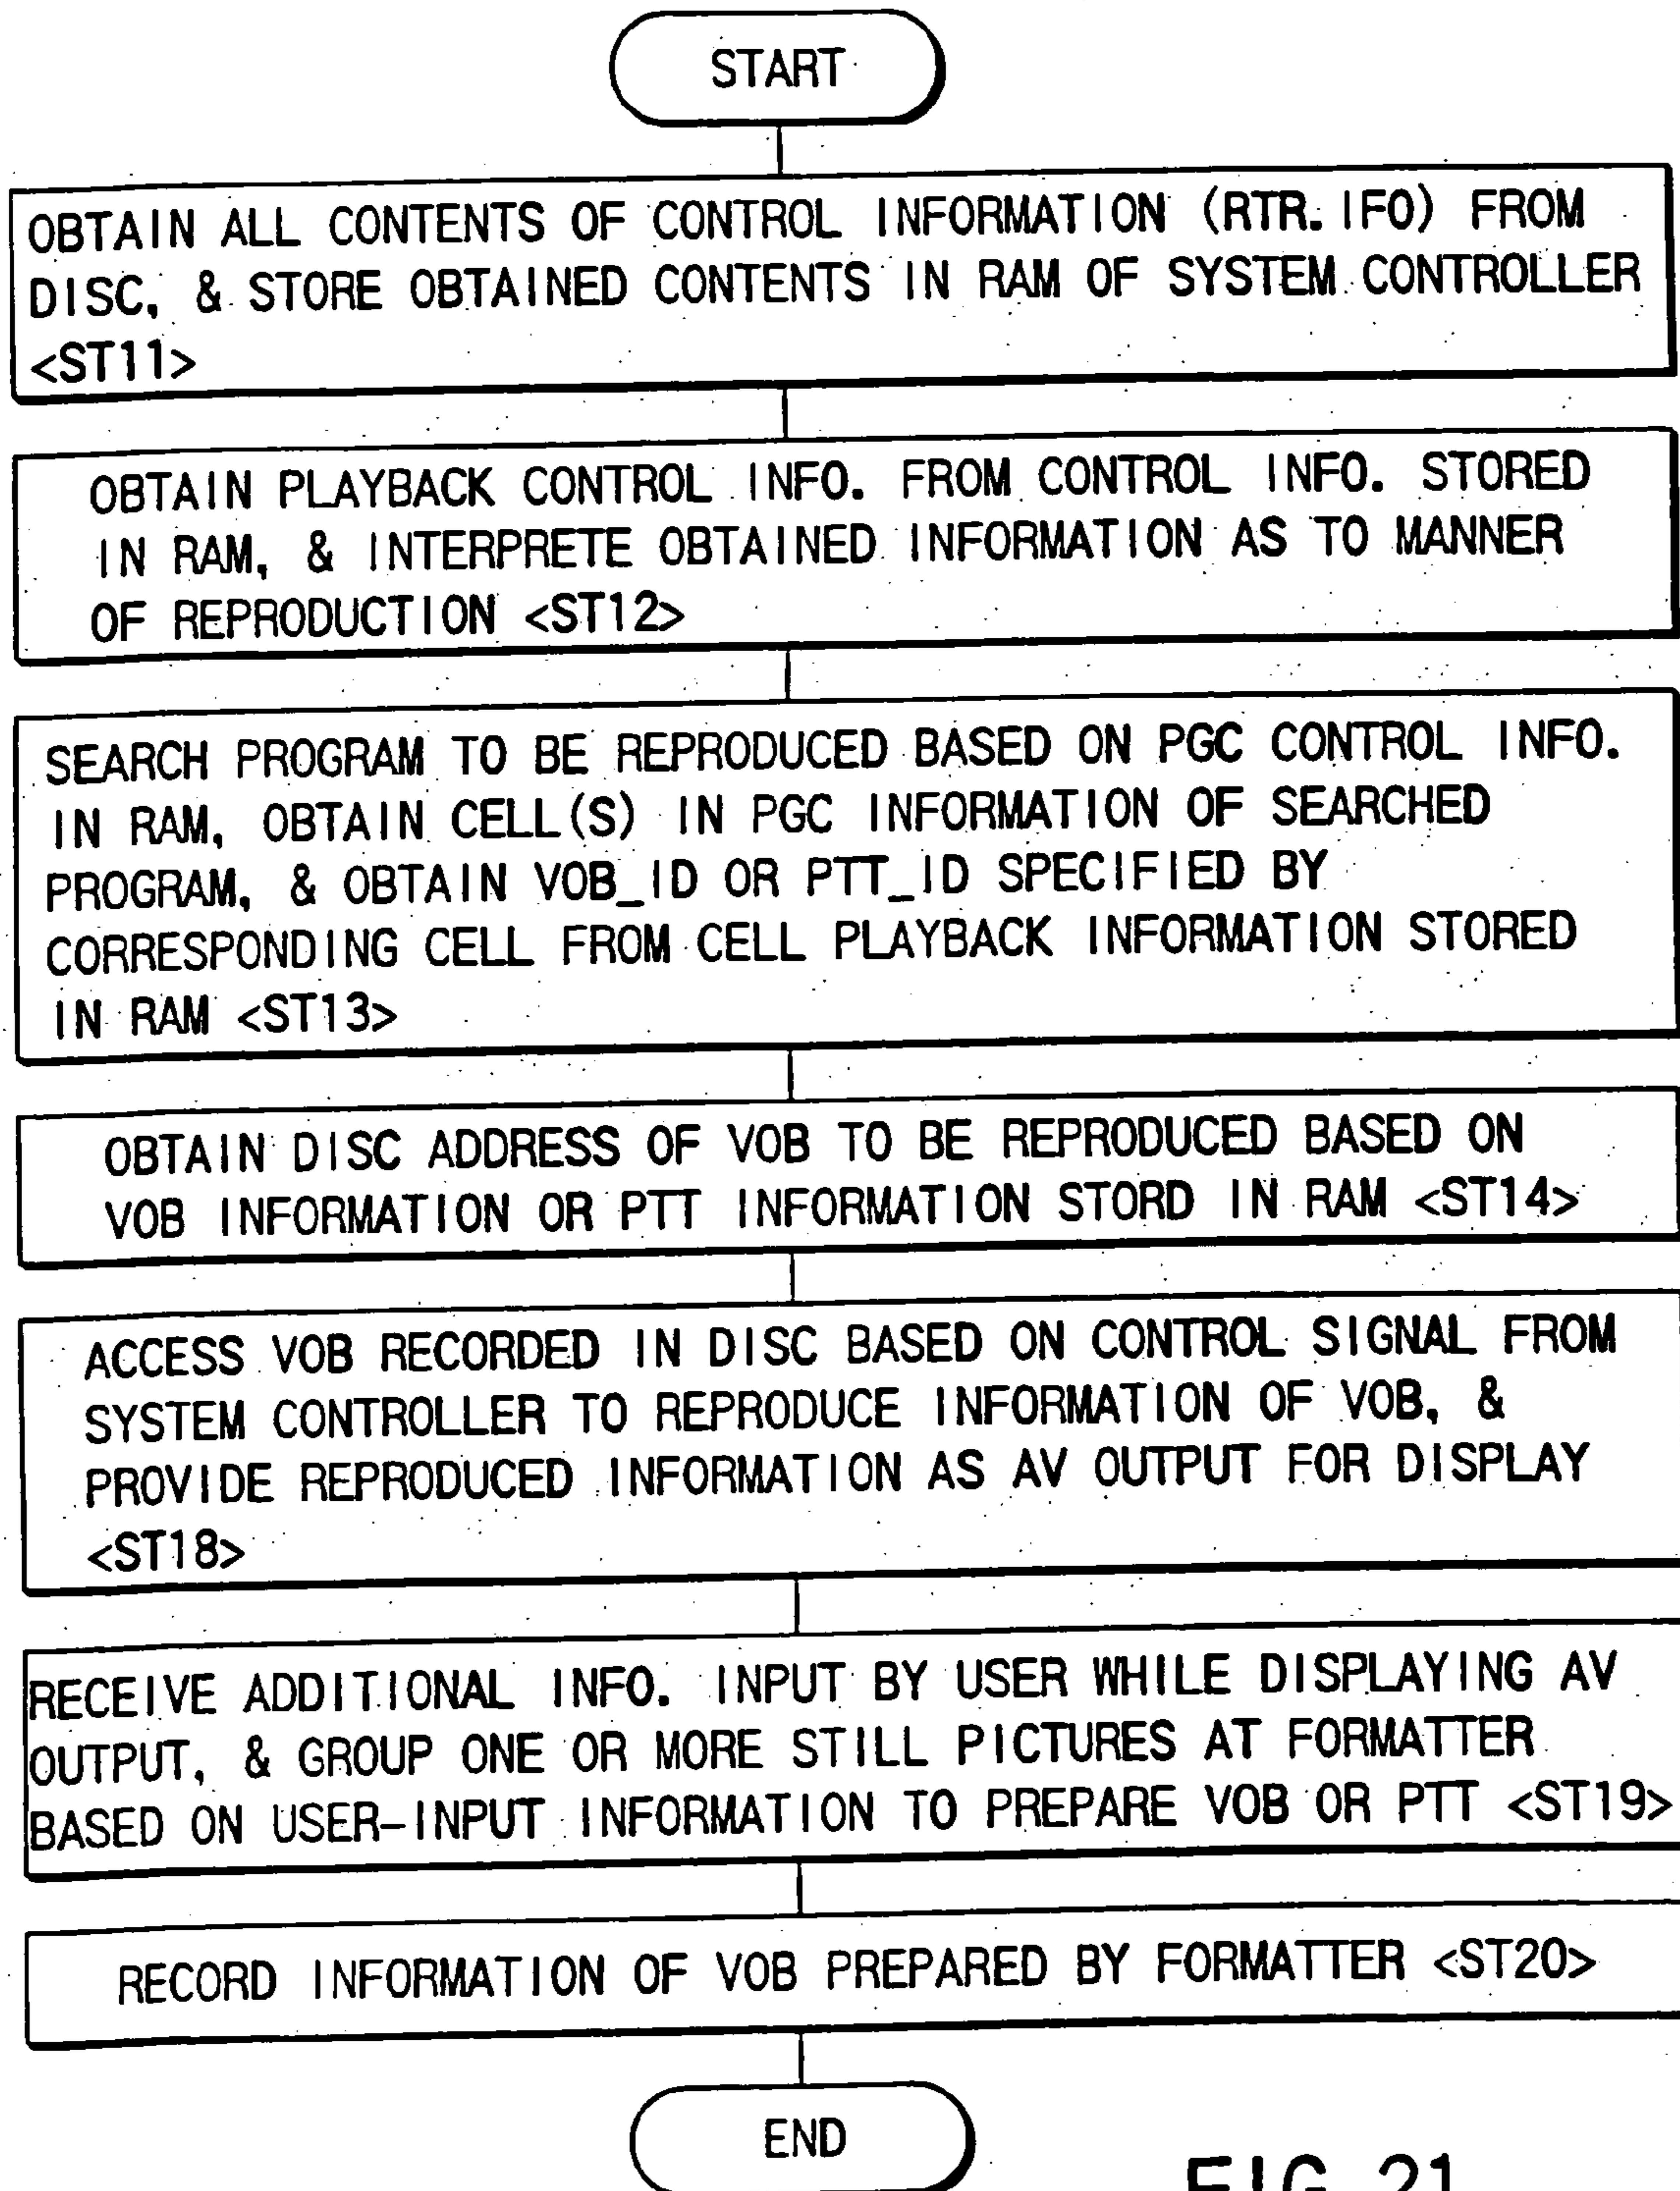 START
OBTAIN ALL CONTENTS OF CONTROL INFORMATION (RTR.IFO) FROM
DISC, & STORE OBTAINED CONTENTS IN RAM OF SYSTEM CONTROLLER
<ST11>
OBTAIN PLAYBACK CONTROL INFO. FROM CONTROL INFO. STORED
IN RAM, & INTERPRETE OBTAINED INFORMATION AS TO MANNER
OF REPRODUCTION <ST12>
SEARCH PROGRAM TO BE REPRODUCED BASED ON PGC CONTROL INFO.
IN RAM, OBTAIN CELL(S) IN PGC INFORMATION OF SEARCHED
PROGRAM, & OBTAIN VOB_ID OR PTT_ID SPECIFIED BY
CORRESPONDING CELL FROM CELL PLAYBACK INFORMATION STORED
IN RAM <ST13>
OBTAIN DISC ADDRESS OF VOB TO BE REPRODUCED BASED ON
VOB INFORMATION OR PTT INFORMATION STORD IN RAM <ST14>
ACCESS VOB RECORDED IN DISC BASED ON CONTROL SIGNAL FROM
SYSTEM CONTROLLER TO REPRODUCE INFORMATION OF VOB, &
PROVIDE REPRODUCED INFORMATION AS AV OUTPUT FOR DISPLAY
<ST18>
RECEIVE ADDITIONAL INFO. INPUT BY USER WHILE DISPLAYING AV
OUTPUT, & GROUP ONE OR MORE STILL PICTURES AT FORMATTER
BASED ON USER-INPUT INFORMATION TO PREPARE VOB OR PTT <ST19>
RECORD INFORMATION OF VOB PREPARED BY FORMATTER <ST20>
END
FIG. 21